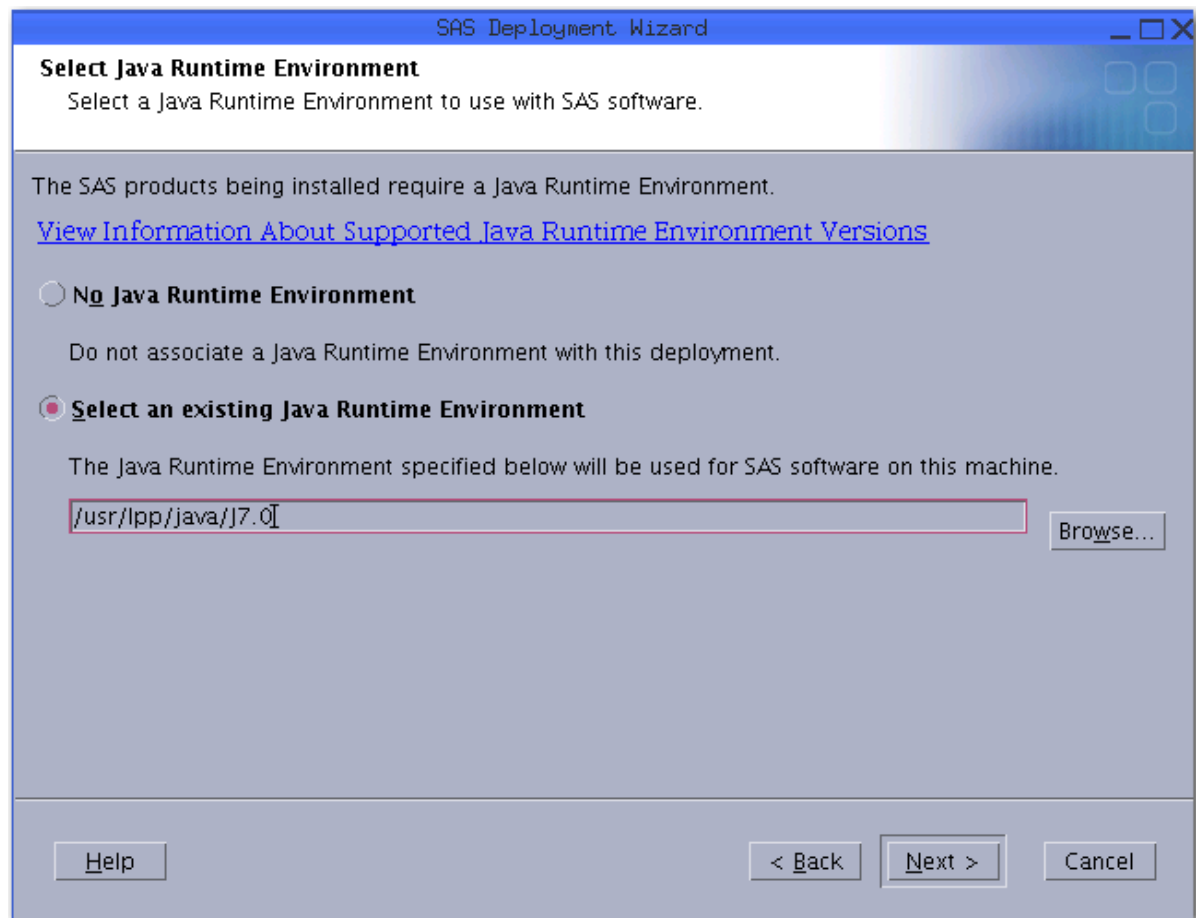 SAS Deployment Wizard
Select Java Runtime Environment
Select a Java Runtime Environment to use with SAS software.
The SAS products being installed require a Java Runtime Environment.
View Information About Supported Java Runtime Environment Versions
No Java Runtime Environment
Do not associate a Java Runtime Environment with this deployment.
Select an existing Java Runtime Environment
The Java Runtime Environment specified below will be used for SAS software on this machine.
/usr/lpp/java/J7.0
Browse...
Help
< Back
Next >
Cancel